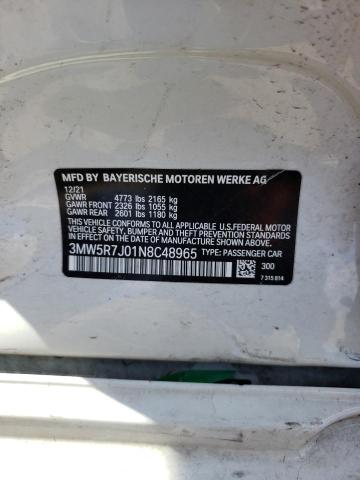 MFD BY BAYERISCHE MOTOREN WERKE AG
12/21
GVWR 4773 lbs 2165 kg
GAWR FRONT 2326 lbs 1055 kg
GAWR REAR 2601 lbs 1180 kg
THIS VEHICLE CONFORMS TO ALL APPLICABLE U.S.FEDERAL MOTOR
VEHICLE SAFETY, BUMPER AND THEFT PREVENTION STANDARDS IN
EFFECT ON THE DATE OF MANUFACTURE SHOWN ABOVE.
3MW5R7J01N8C48965 TYPE: PASSENGER CAR
300
7 315 814